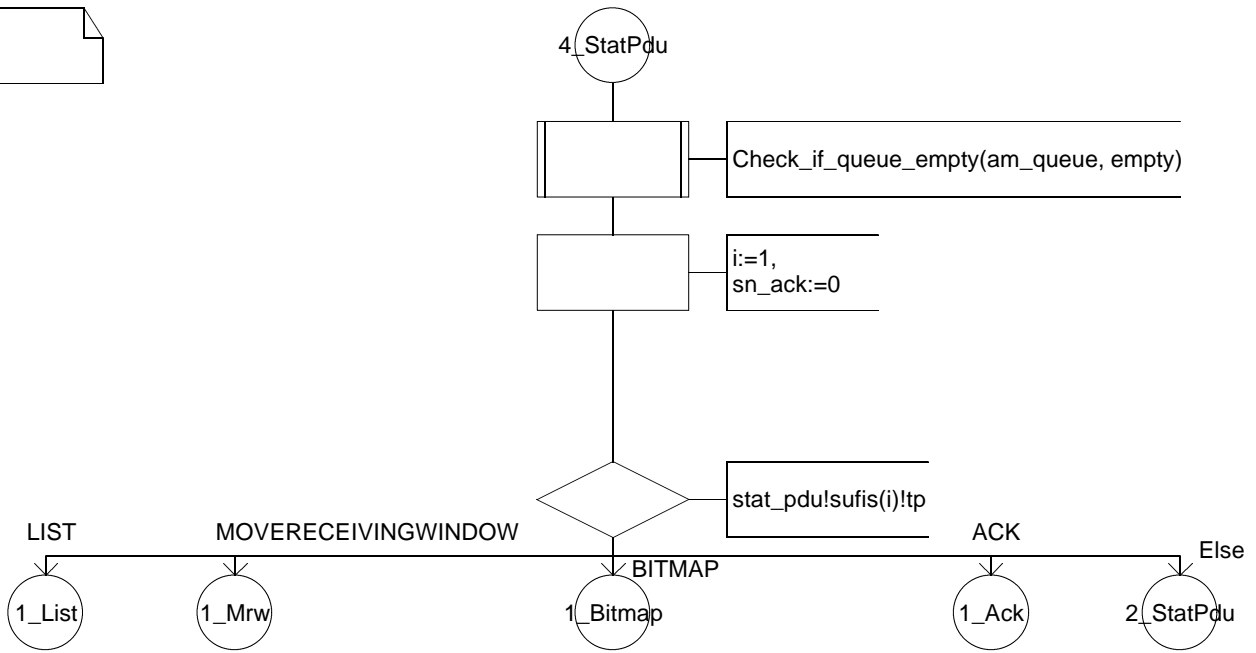 4_StatPdu
Check_if_queue_empty(am_queue, empty)
i:=1,
sn_ack:=0
stat_pdu!sufis(i)!tp
LIST
MOVERECEIVINGWINDOW
ACK
Else
BITMAP
1_List
1_Mrw
1_Bitmap
1_Ack
2_StatPdu